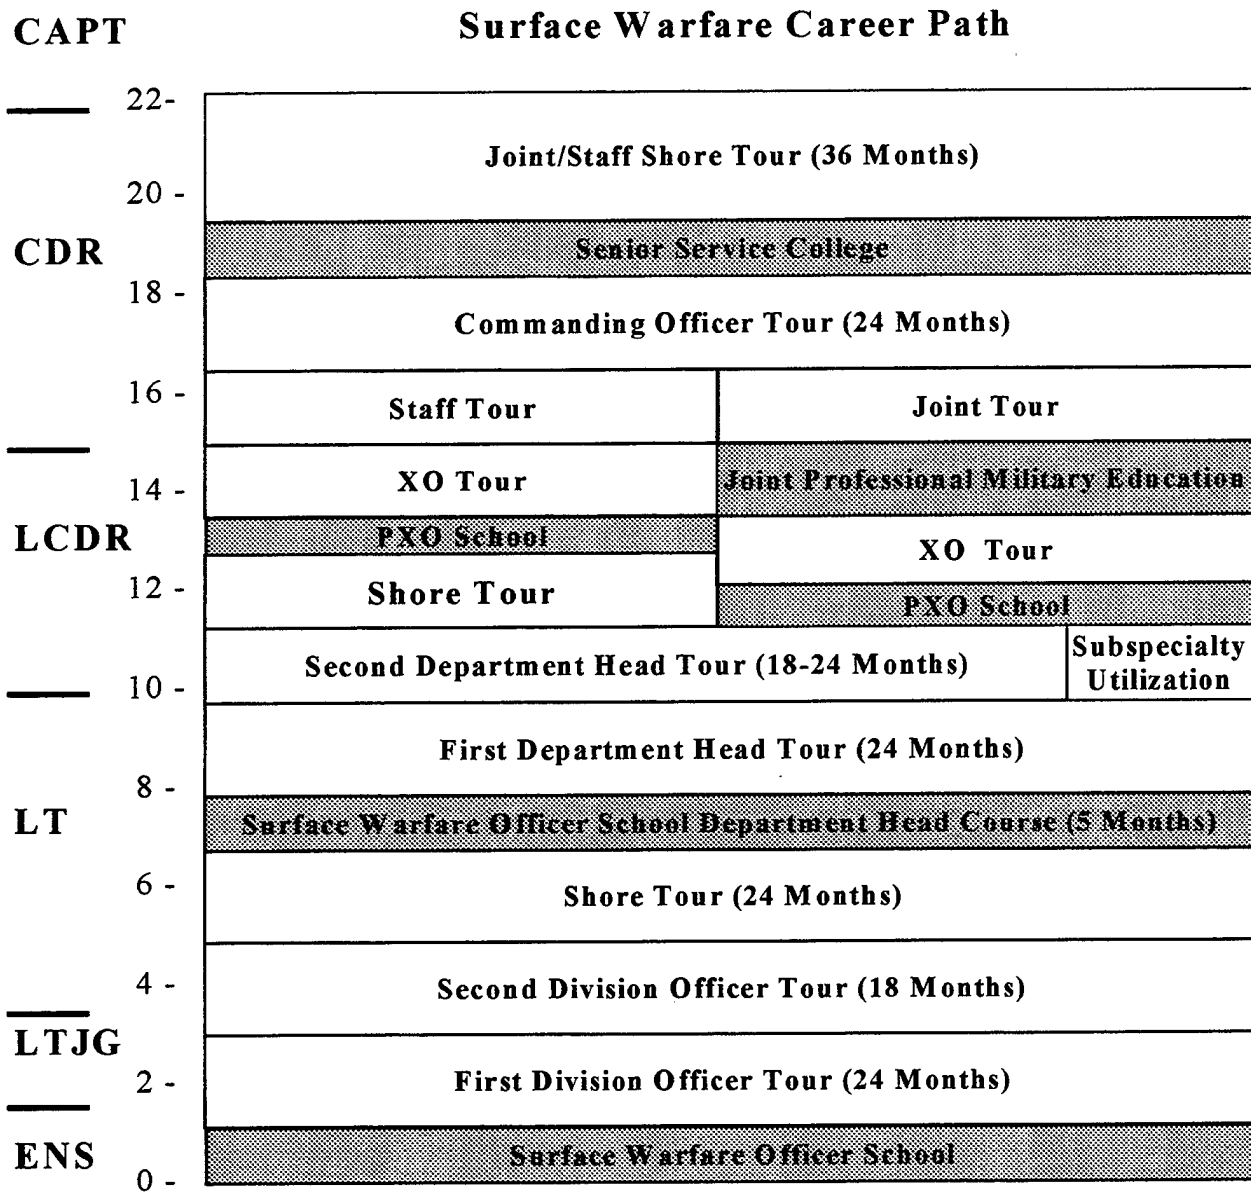 CAPT
Surface Warfare Career Path
22-
Joint/Staff Shore Tour (36 Months)
20 -
Senior Service College
CDR
18 -
Commanding Officer Tour (24 Months)
16 -
Staff Tour
Joint Tour
XO Tour
Joint Professional Military Education
14 -
LCDR
PXO School
XO Tour
12 -
Shore Tour
PXO School
Second Department Head Tour (18-24 Months)
Subspecialty
Utilization
10 -
First Department Head Tour (24 Months)
8 -
LT
Surface Warfare Officer School Department Head Course (5 Months)
6 -
Shore Tour (24 Months)
4 -
Second Division Officer Tour (18 Months)
LTJG
2 -
First Division Officer Tour (24 Months)
ENS
Surface Warfare Officer School
0 -